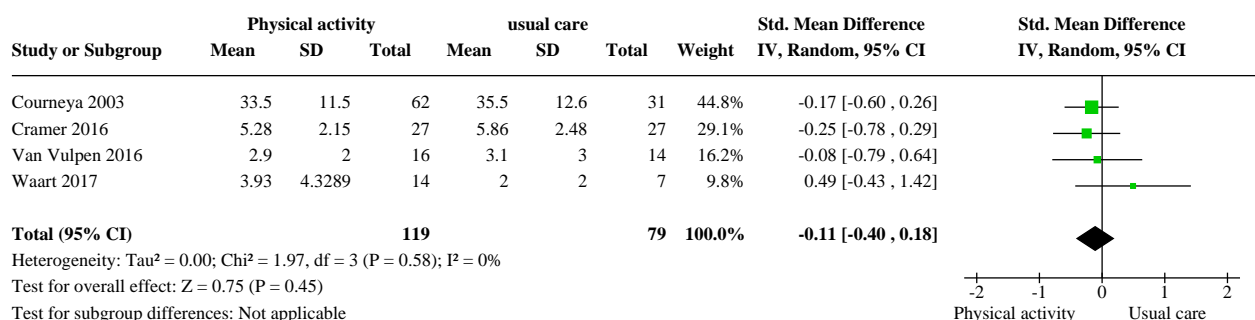 Physical activity usual care Std. Mean Difference Std. Mean Difference
Study or Subgroup Mean SD Total Mean SD Total Weight IV, Random, 95% CI IV, Random, 95% CI
Courneya 2003 33.5 11.5 62 35.5 12.6 31 44.8% -0.17 [-0.60 , 0.26]
Cramer 2016 5.28 2.15 27 5.86 2.48 27 29.1% -0.25 [-0.78 , 0.29]
Van Vulpen 2016 2.9 2 16 3.1 3 14 16.2% -0.08 [-0.79 , 0.64]
Waart 2017 3.93 4.3289 14 2 2 7 9.8% 0.49 [-0.43 , 1.42]
Total (95% CI) 119 79 100.0% -0.11 [-0.40 , 0.18]
Heterogeneity: Tau² = 0.00; Chi² = 1.97, df = 3 (P = 0.58); I² = 0%
Test for overall effect: Z = 0.75 (P = 0.45)
-2 -1 0 1 2
Test for subgroup differences: Not applicable Physical activity Usual care